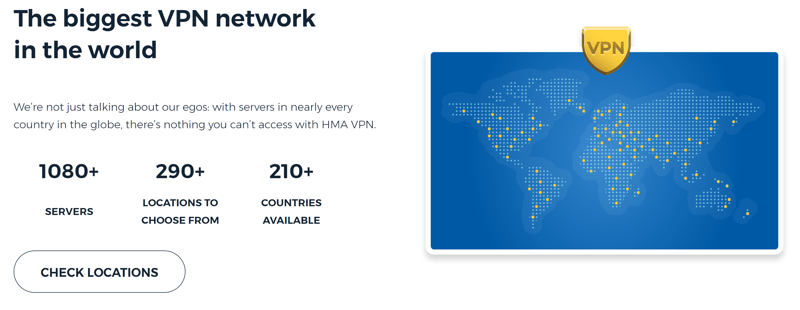 The biggest VPN network
in the world
We're not just talking about our egos: with servers in nearly every
country in the globe, there's nothing you can't access with HMA VPN.
1080+
290+
210+
SERVERS
LOCATIONS TO
CHOOSE FROM
COUNTRIES
AVAILABLE
CHECK LOCATIONS
VPN